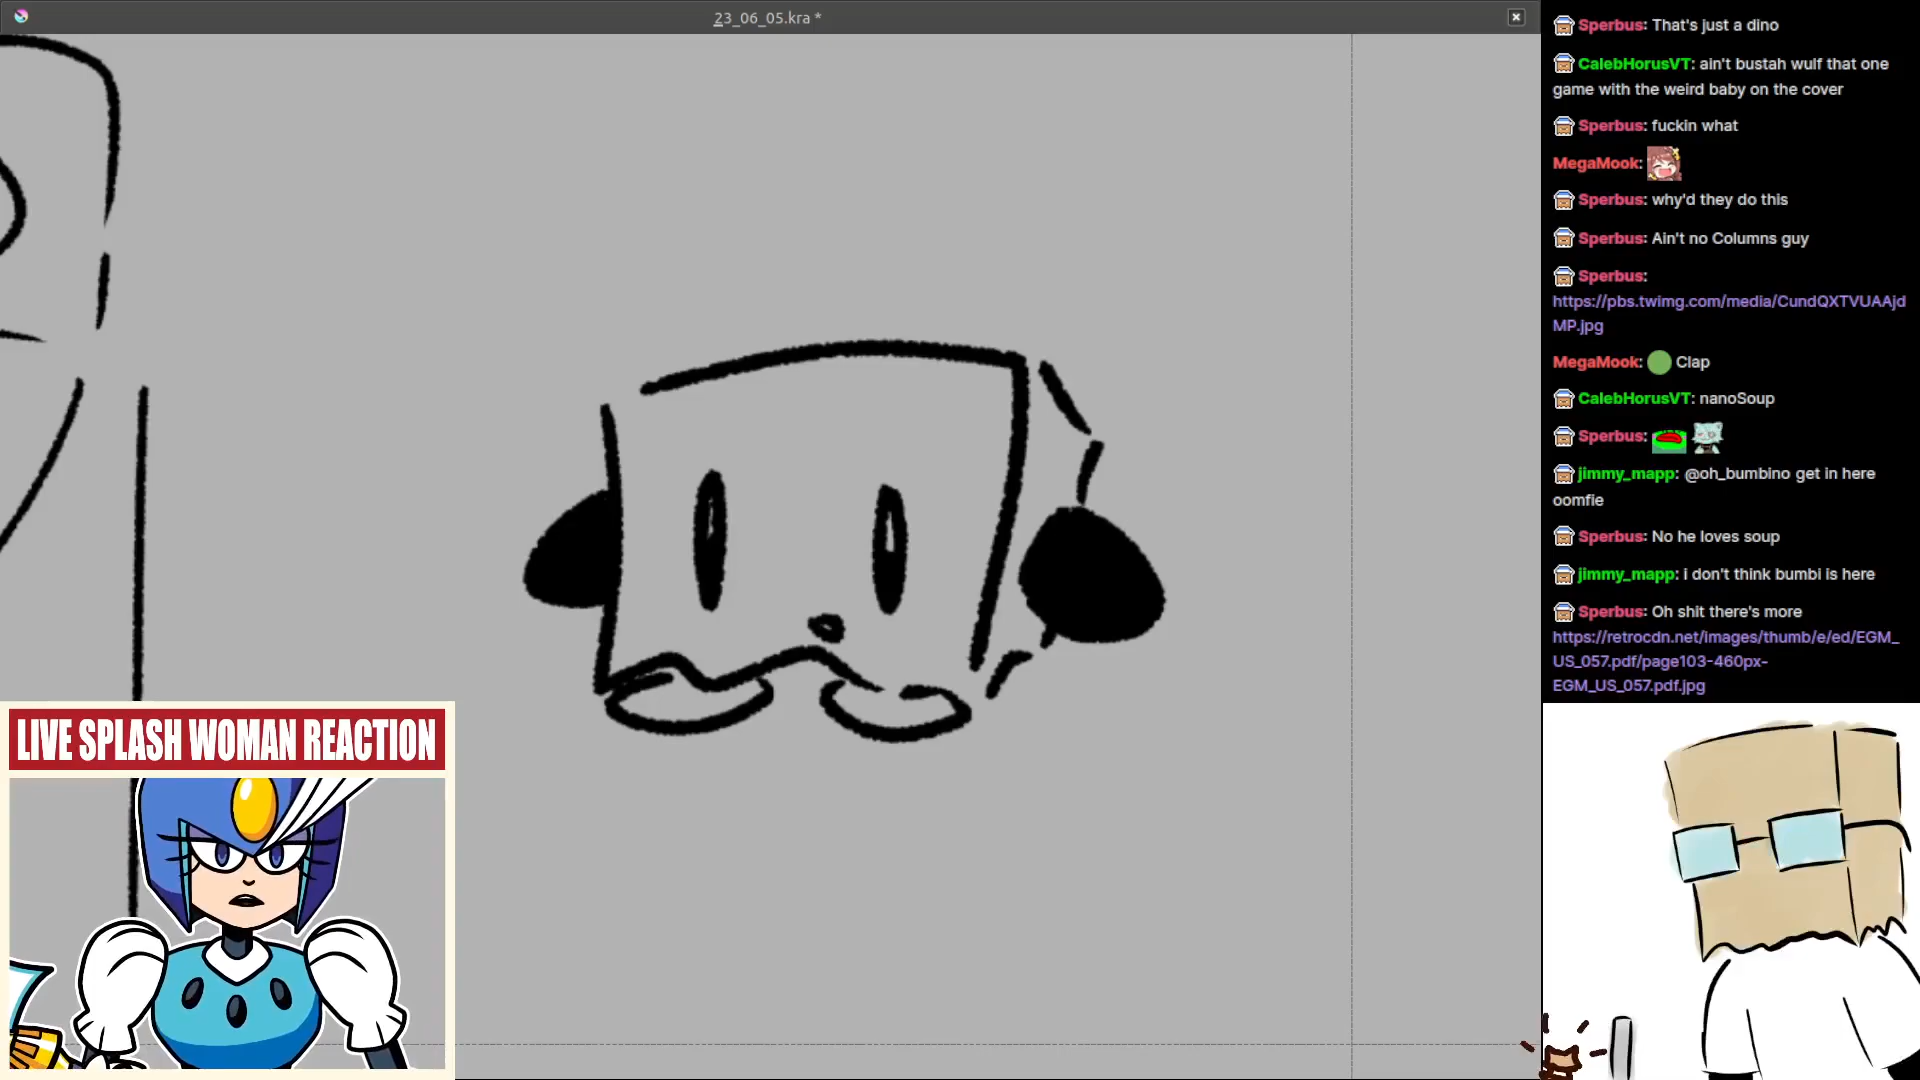 23_06_05.kra *
Sperbus: That's just a dino
CalebHorusVT: ain't bustah wulf that one
game with the weird baby on the cover
Sperbus: fuckin what
MegaMook:
Sperbus: why'd they do this
Sperbus: Ain't no Columns guy
Sperbus:
https://pbs.twimg.com/media/CundQXTVUAAjd
MP.jpg
MegaMook: Clap
CalebHorusVT: nanoSoup
Sperbus:
jimmy_mapp: @oh_bumbino get in here
oomfie
Sperbus: No he loves soup
jimmy_mapp: i don't think bumbi is here
Sperbus: Oh shit there's more
https://retrocdn.net/images/thumb/e/ed/EGM_
US_057.pdf/page103-460px-
EGM_US_057.pdf.jpg
LIVE SPLASH WOMAN REACTION